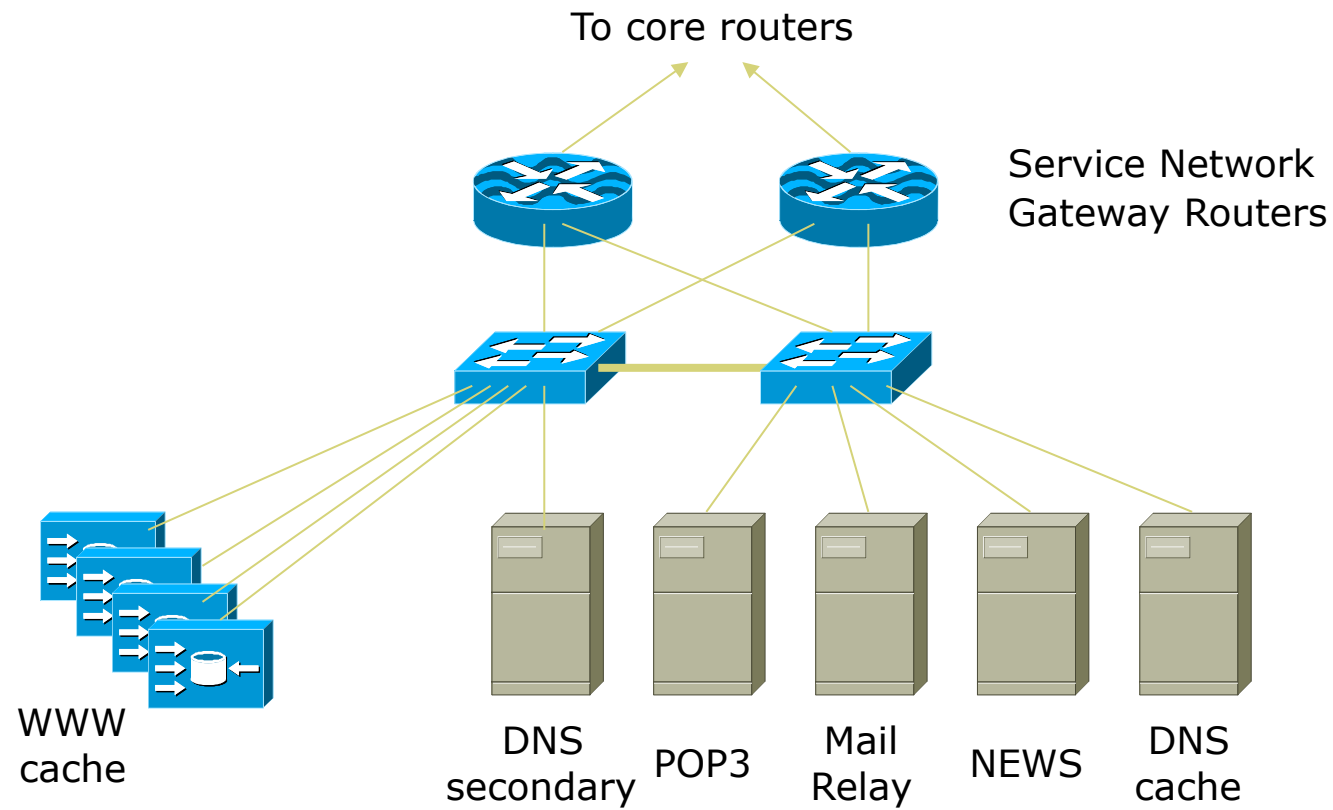 To core routers
Service Network
Gateway Routers
WWW
cache
DNS
secondary
POP3
Mail
Relay
NEWS
DNS
cache